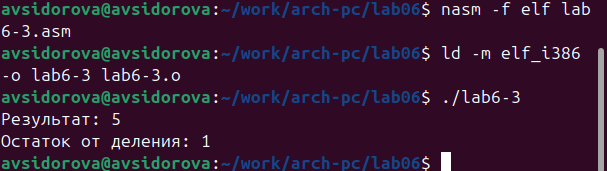 avsidorova@avsidorova:~/work/arch-pc/lab06$ nasm -f elf lab
6-3.asm
avsidorova@avsidorova:~/work/arch-pc/lab06$ ld -m elf_i386
-o lab6-3 lab6-3.o
avsidorova@avsidorova:~/work/arch-pc/lab06$ ./lab6-3
Результат: 5
Остаток от деления: 1
avsidorova@avsidorova:~/work/arch-pc/lab06$